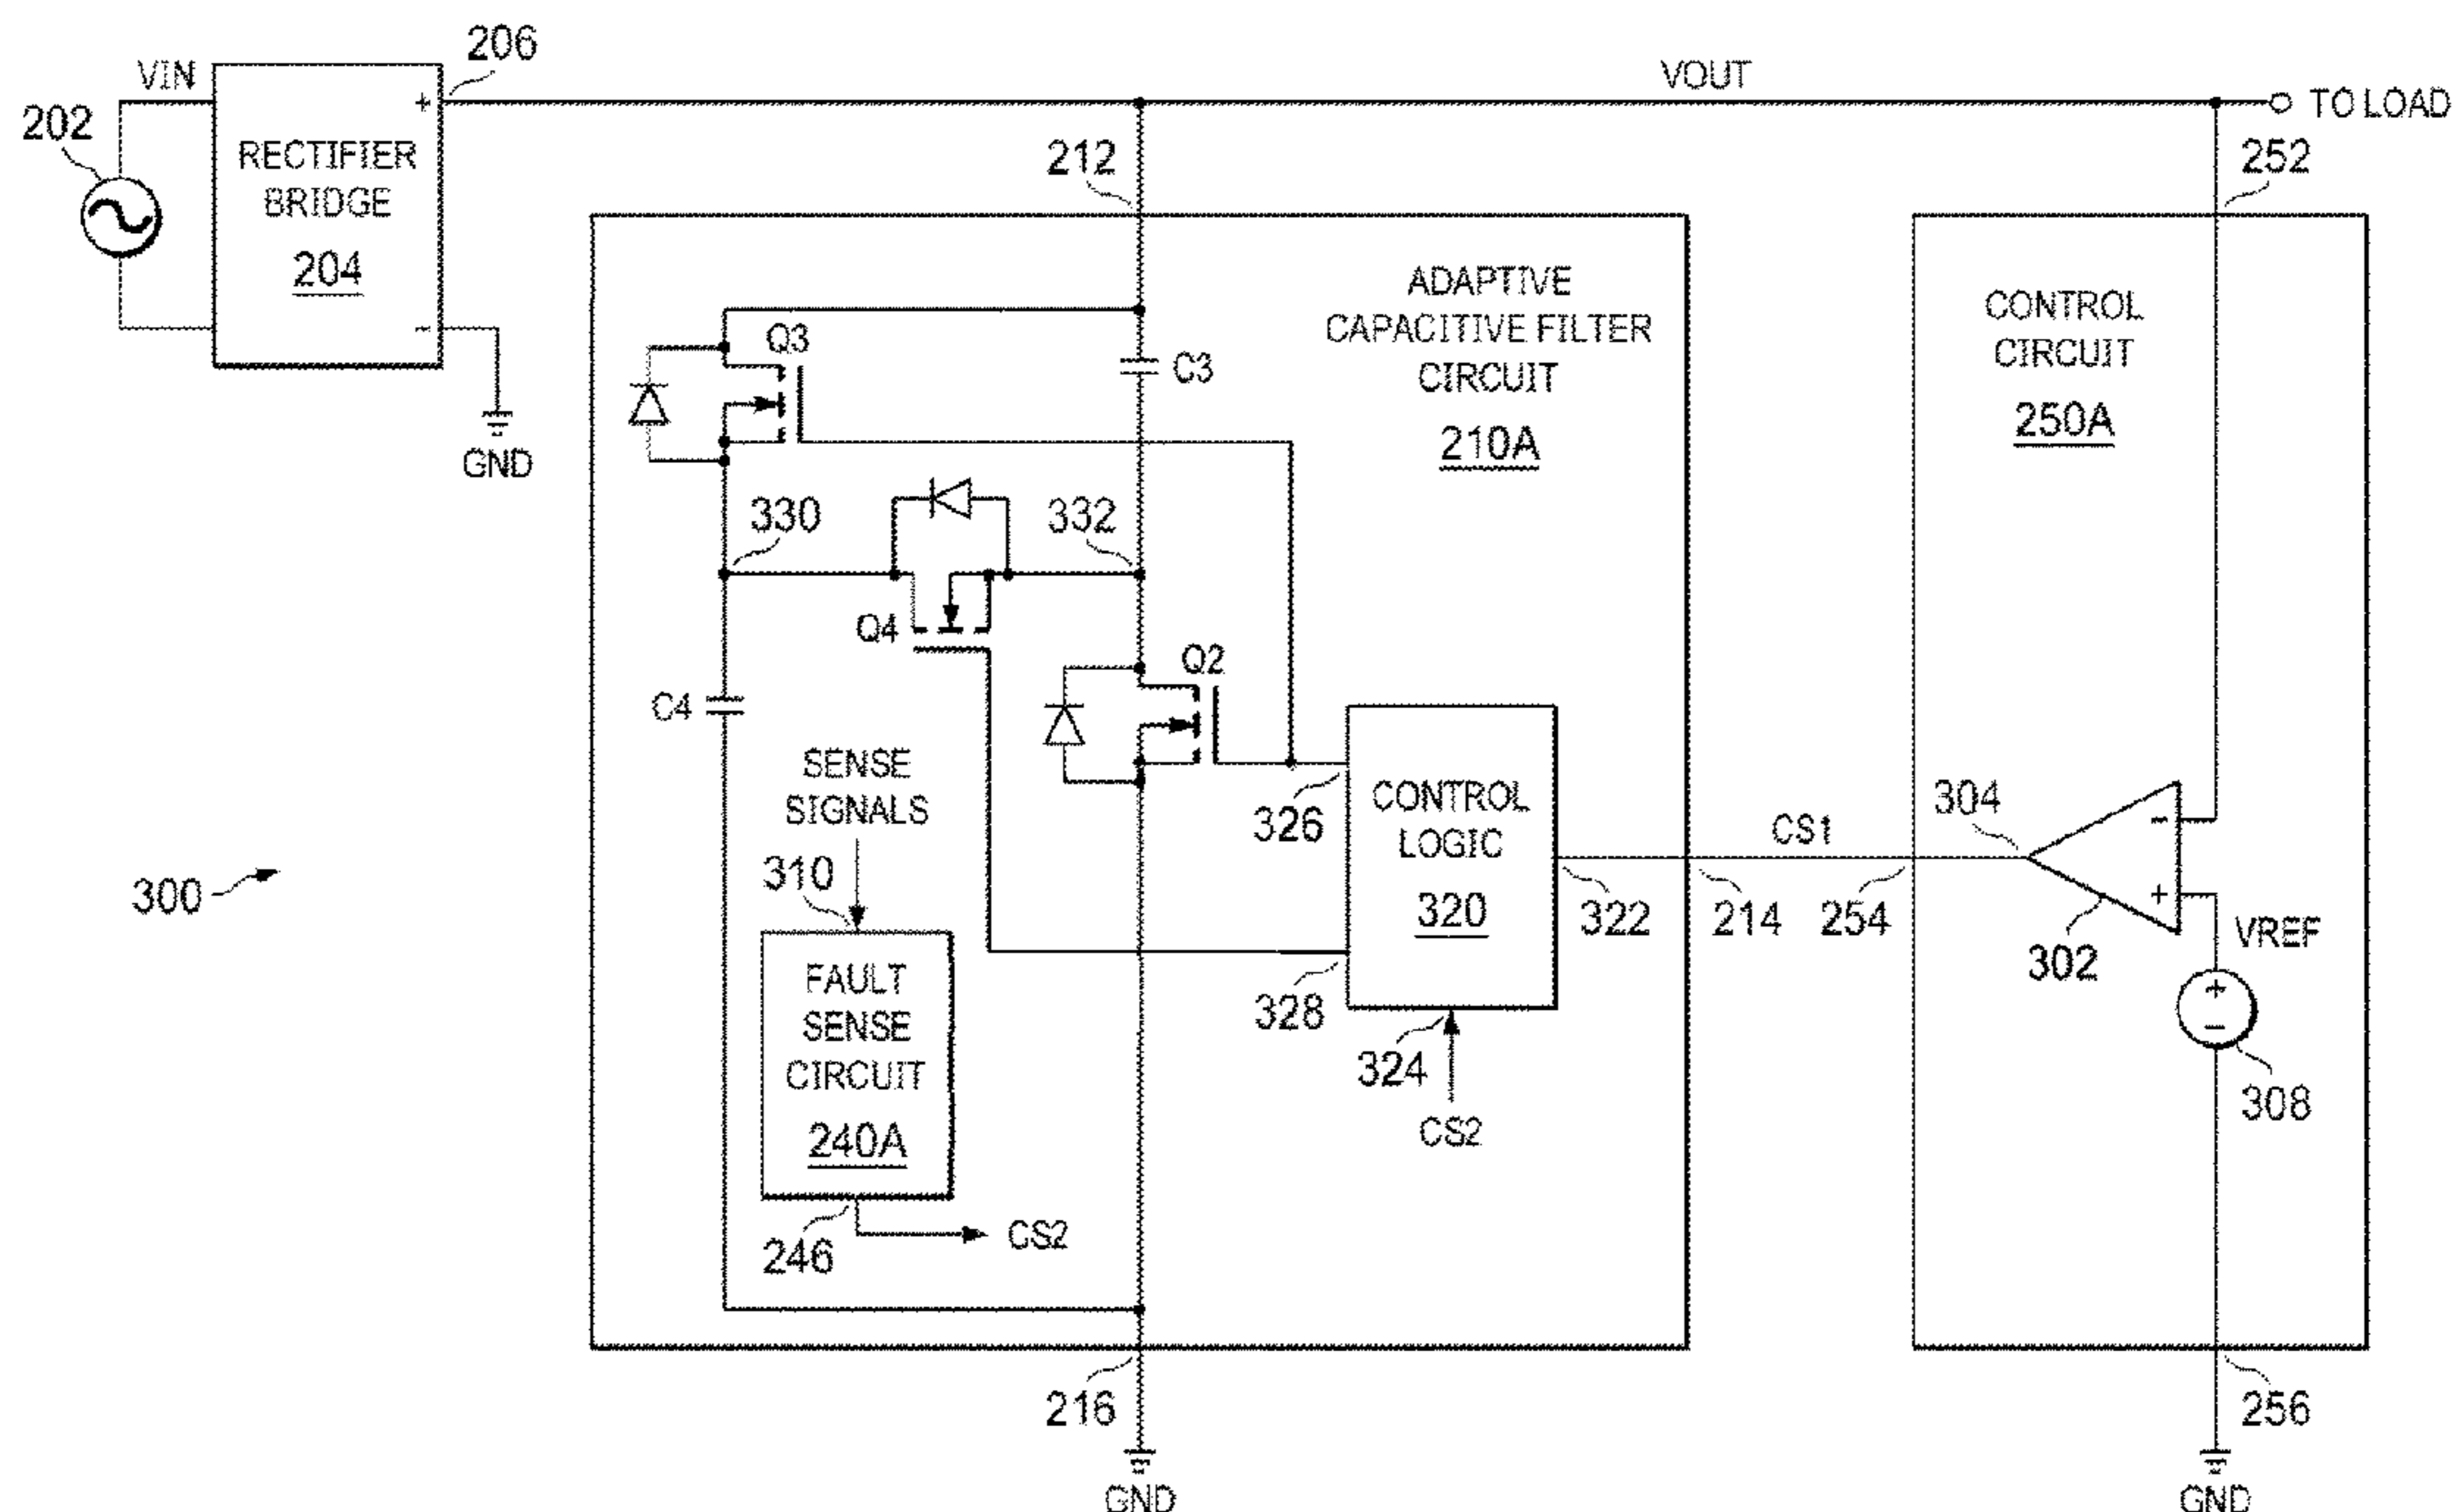 206
VIN
VOUT
+
TO LOAD
202
RECTIFIER
BRIDGE
204
212
252
-
GND
ADAPTIVE
CAPACITIVE FILTER
CIRCUIT
210A
CONTROL
CIRCUIT
250A
Q3
C3
330
332
Q4
Q2
C4
SENSE
SIGNALS
310
326
CONTROL
LOGIC
320
CS1
304
-
+
322
214
254
302
VREF
300
FAULT
SENSE
CIRCUIT
240A
328
324
CS2
+
-
308
246
CS2
216
256
GND
GND